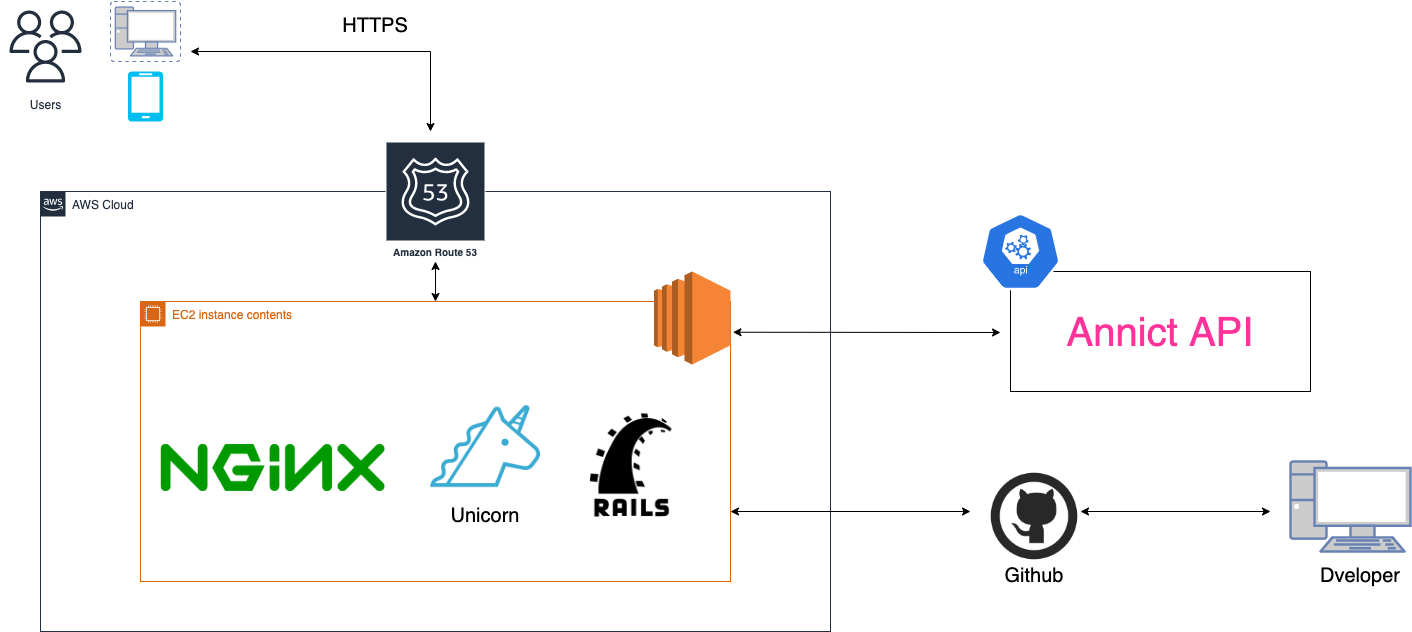 HTTPS
Users
53
aws
AWS Cloud
Amazon Route 53
api
EC2 instance contents
Annict API
NGINX
Unicorn
RAILS
Github
Dveloper